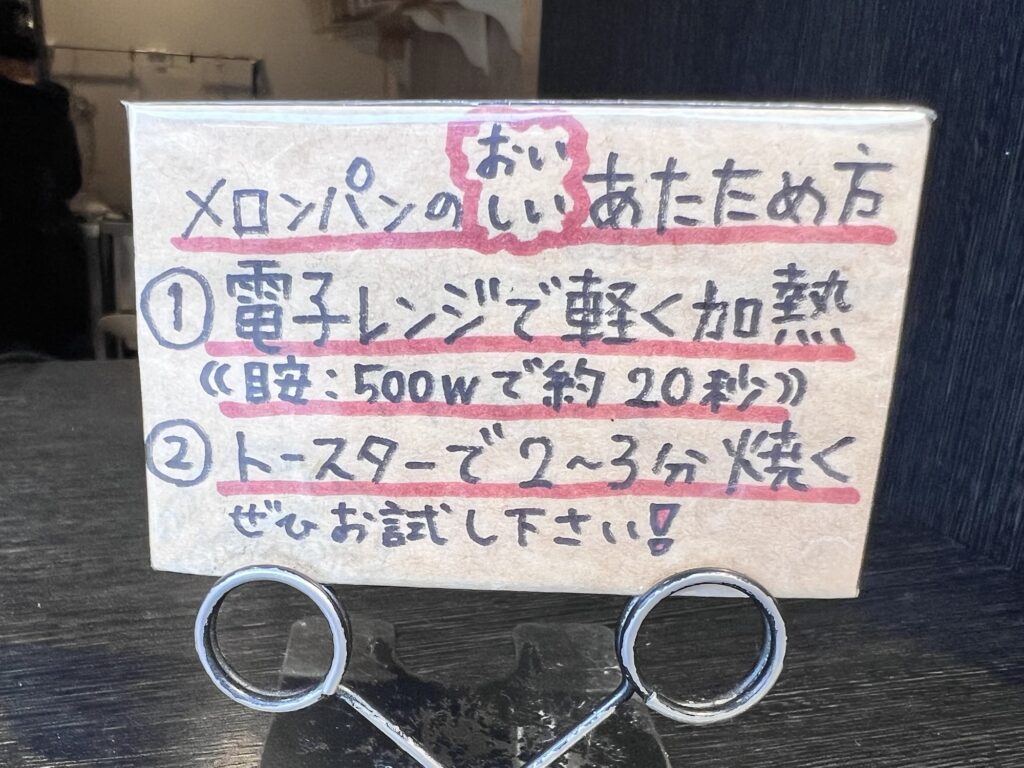 メロンパンのおいしいあたため方
①電子レンジで軽く加熱
《目安:500Wで約20秒》
②トースターで2〜3分焼く
ぜひお試し下さい!